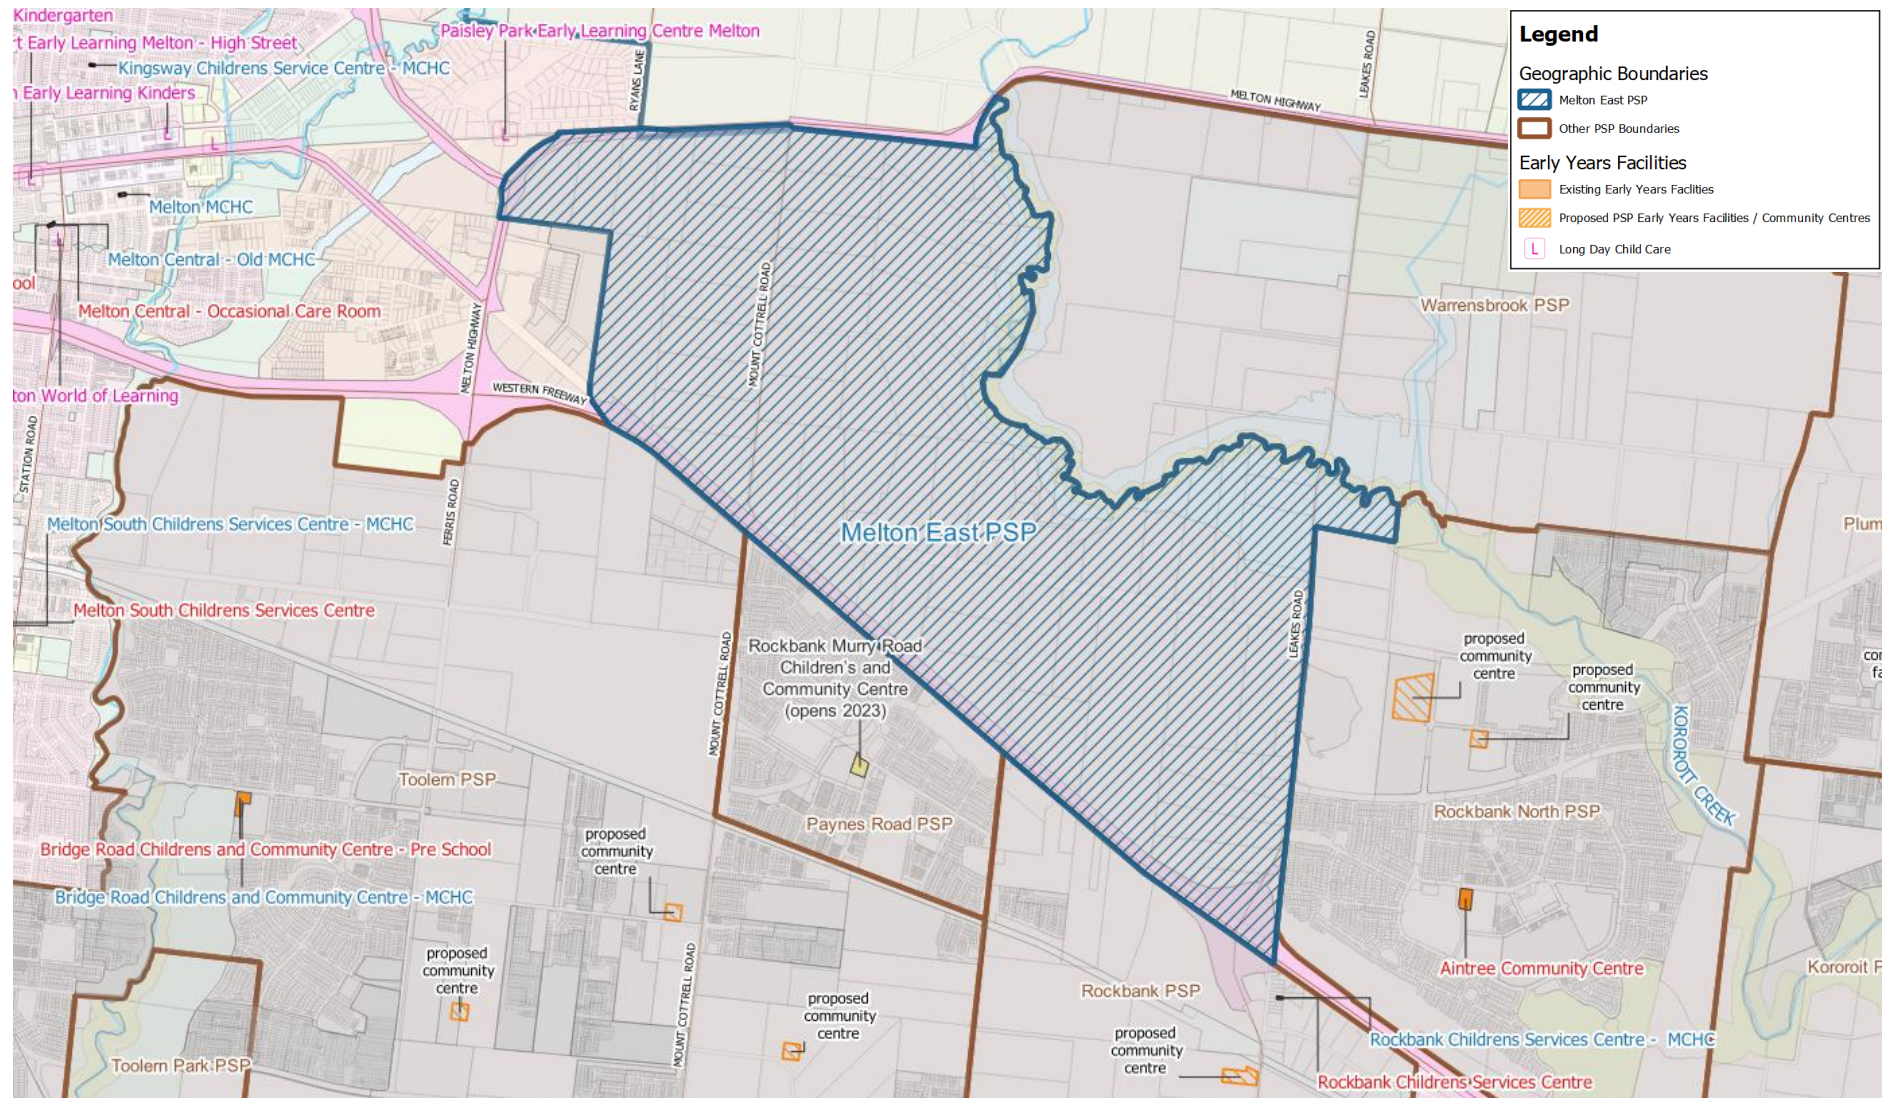 Kindergarten
t Early Learning Melton - High Street
Kingsway Childrens Service Centre - MCHC
Early Learning Kinders
L
L
L
Paisley Park Early Learning Centre Melton
L
RYANS LANE
MELTON HIGHWAY
LEAKES ROAD
Legend
Geographic Boundaries
Melton East PSP
Other PSP Boundaries
Early Years Facilities
Existing Early Years Faclities
Proposed PSP Early Years Facilities / Community Centres
L
Long Day Child Care
Melton MCHC
Melton Central - Old MCHC
ool
Melton Central - Occasional Care Room
MELTON HIGHWAY
WESTERN FREEWAY
MOUNT COTTRELL ROAD
Warrensbrook PSP
ton World of Learning
STATION ROAD
FERRIS ROAD
Melton South Childrens Services Centre - MCHC
Melton East PSP
Plum
Melton South Childrens Services Centre
MOUNT COTTRELL ROAD
Rockbank Murry Road
Children's and
Community Centre
(opens 2023)
LEAKES ROAD
proposed
community
centre
proposed
community
centre
KOROROIT CREEK
Toolern PSP
Paynes Road PSP
Rockbank North PSP
Bridge Road Childrens and Community Centre - Pre School
Bridge Road Childrens and Community Centre - MCHC
proposed
community
centre
proposed
community
centre
MOUNT COTTRELL ROAD
proposed
community
centre
Rockbank PSP
proposed
community
centre
Aintree Community Centre
Kororoit P
Rockbank Childrens Services Centre - MCHC
Rockbank Childrens Services Centre
Toolern Park PSP